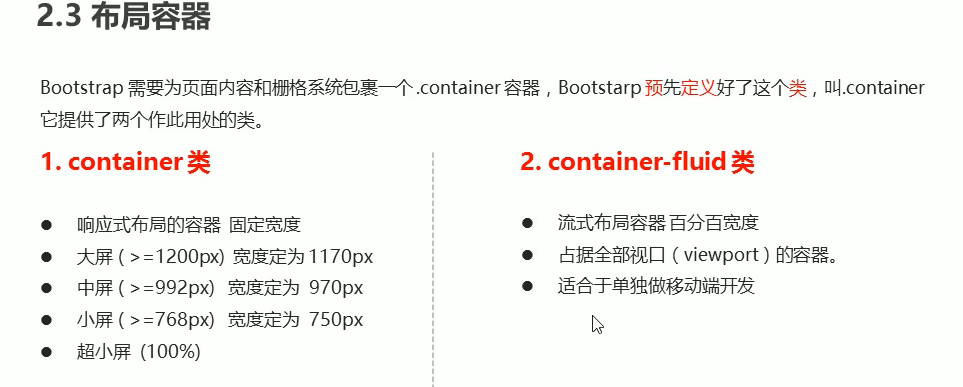 2.3 布局容器
Bootstrap 需要为页面内容和栅格系统包裹一个 .container 容器，Bootstarp 预先定义好了这个类，叫.container
它提供了两个作此用处的类。
1. container 类
● 响应式布局的容器 固定宽度
● 大屏 ( >=1200px) 宽度定为 1170px
● 中屏 ( >=992px) 宽度定为 970px
● 小屏 ( >=768px) 宽度定为 750px
● 超小屏 (100%)
2. container-fluid 类
● 流式布局容器 百分百宽度
● 占据全部视口（viewport）的容器。
● 适合于单独做移动端开发